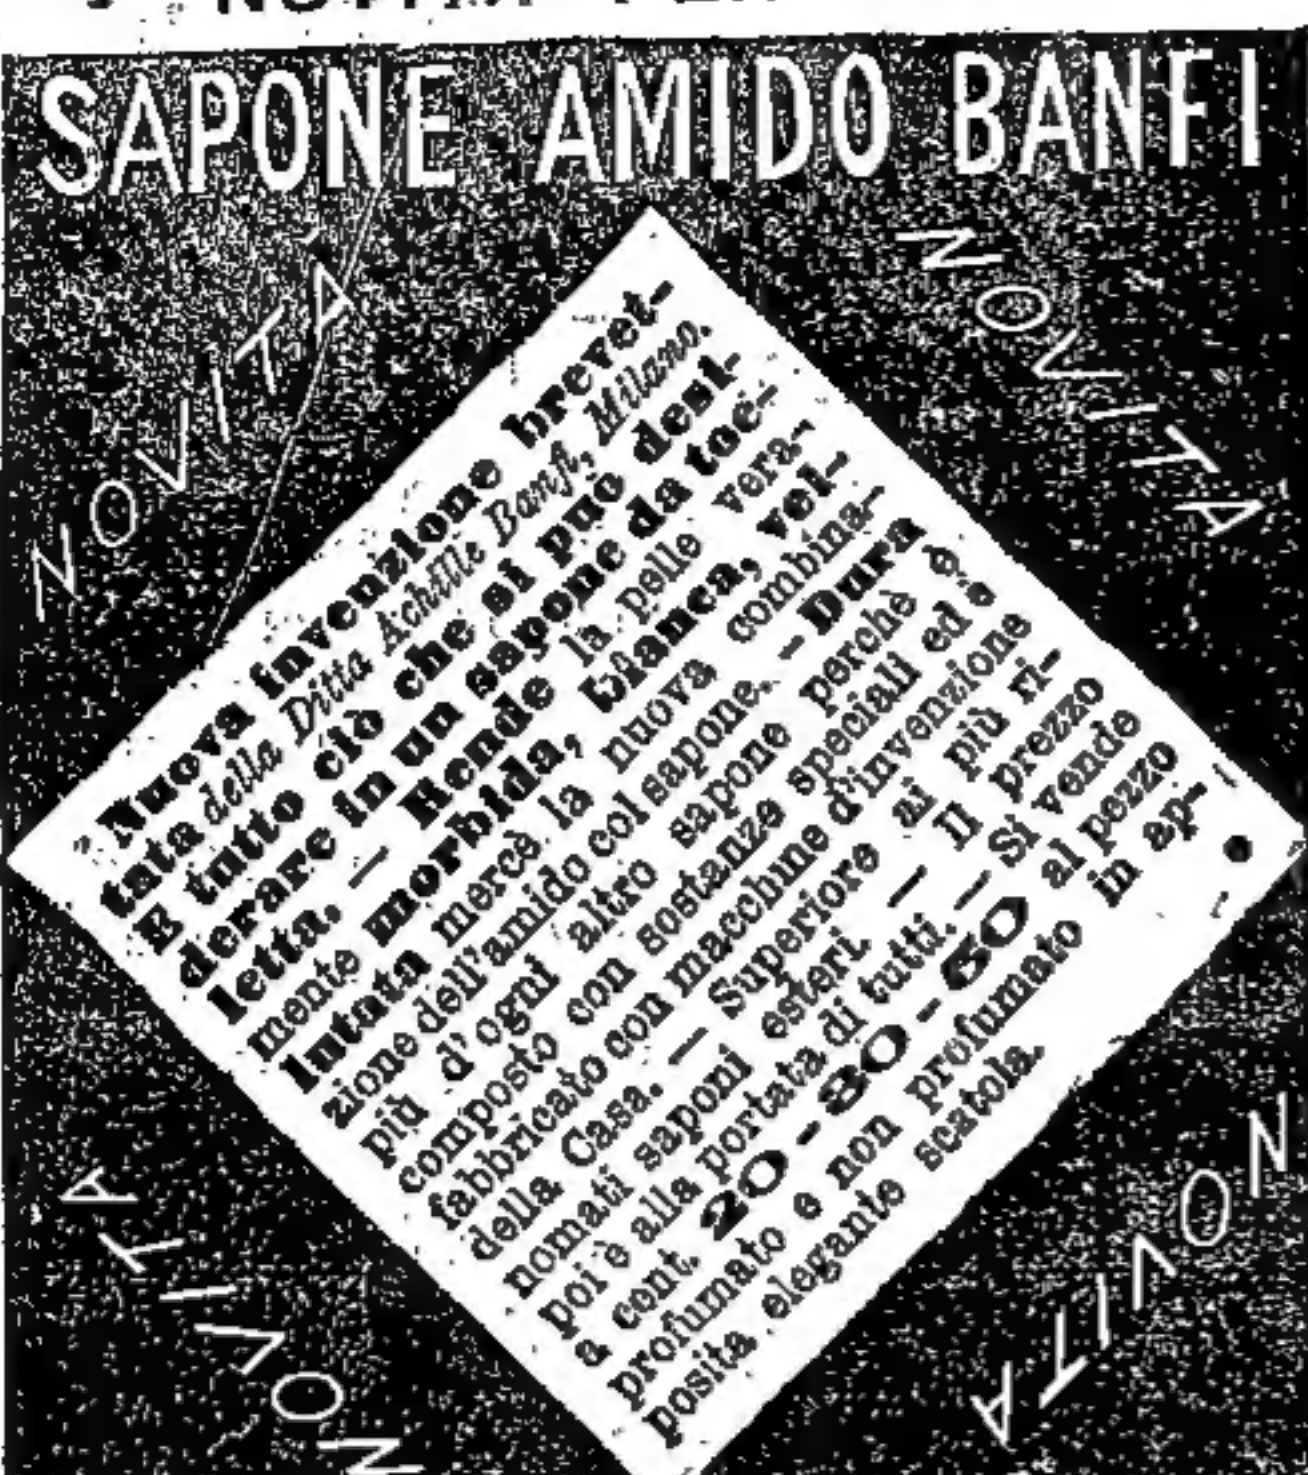 SAPONE AMIDO BANFI
NOVITÀ
NOVITA
" Nuova invenzione brevet-
tata della Ditta Achille Banfi, Milano.
E tutto ciò che si può desi-
derare in un sapone da toe-
letta. — Rende la pelle vera-
mente morbida, bianca, vel-
lutata mercè la nuova combina-
zione dell'amido col sapone. — Dura
più d'ogni altro sapone perchè è
composto con sostanze speciali ed è
fabbricato con macchine d'invenzione
della Casa. — Superiore ai più ri-
nomati saponi esteri. — Il prezzo
poi è alla portata di tutti. — Si vende
a cent. 20-30-50 al pezzo
profumato e non profumato in ap-
posita elegante scatola.
NOVITA
NOVITA